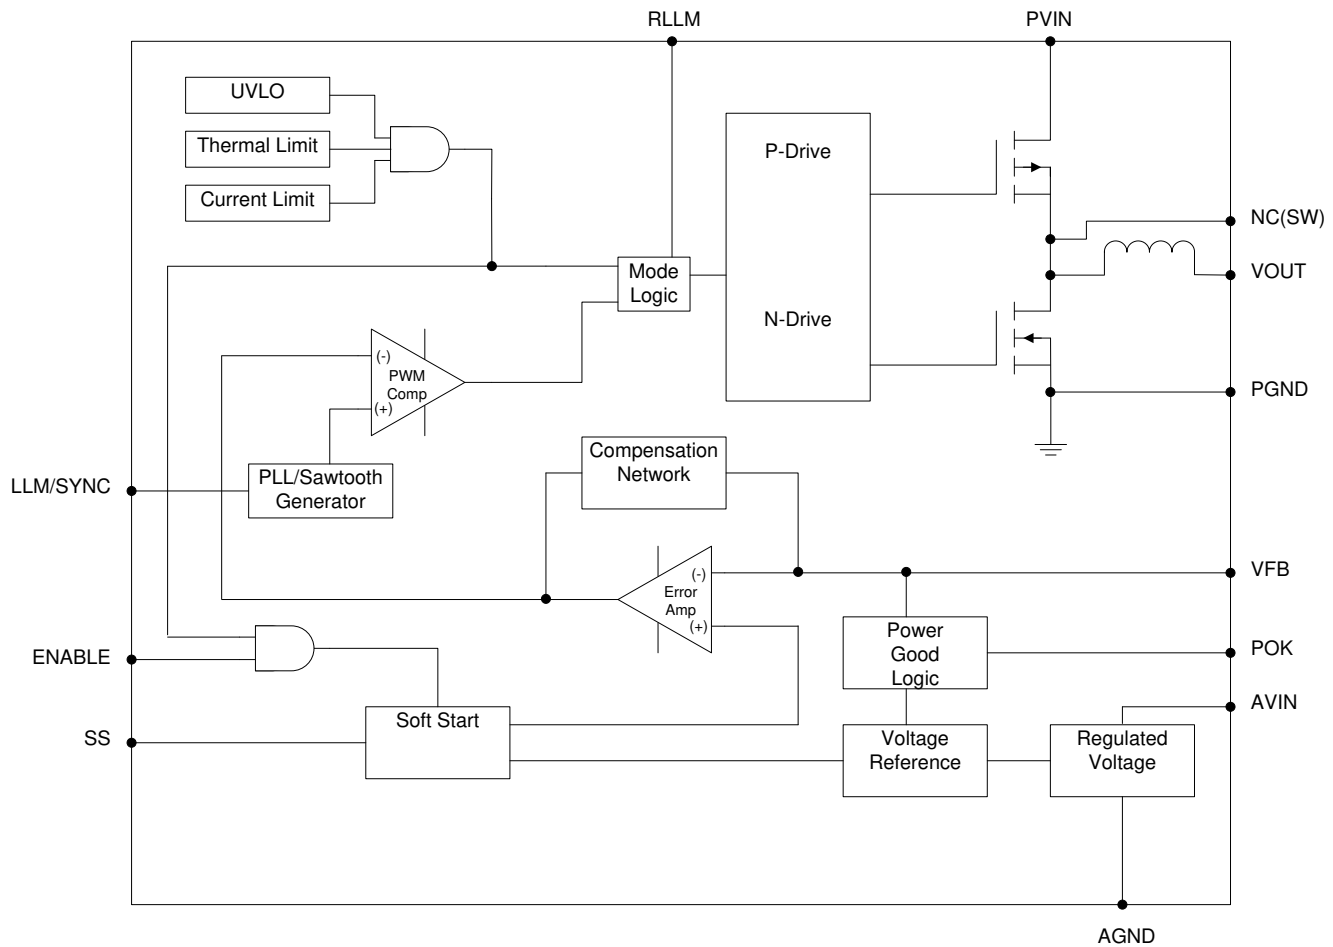 RLLM
PVIN
UVLO
Thermal Limit
Current Limit
P-Drive
N-Drive
NC(SW)
VOUT
Mode
Logic
(-)
PWM
Comp
(+)
PGND
Compensation
Network
LLM/SYNC
PLL/Sawtooth
Generator
VFB
(-)
Error
Amp
(+)
Power
Good
Logic
POK
ENABLE
AVIN
Soft Start
SS
Voltage
Reference
Regulated
Voltage
AGND